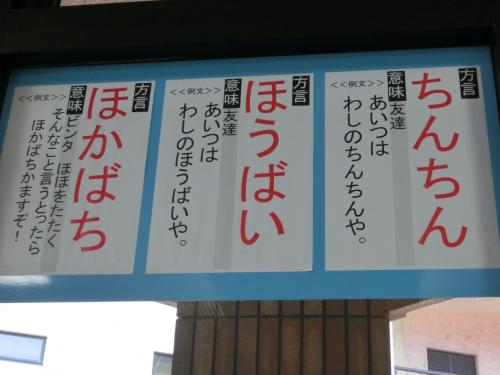 方言
ちんちん
意味
友達
<<例文>>
あいつは
わしのちんちんや。
方言
ほうばい
意味
友達
<<例文>>
あいつは
わしのほうばいや。
方言
ほかばち
意味
ビンタ ほほをたたく
<<例文>>
そんなこと言うとったら
ほかばちかますぞ!